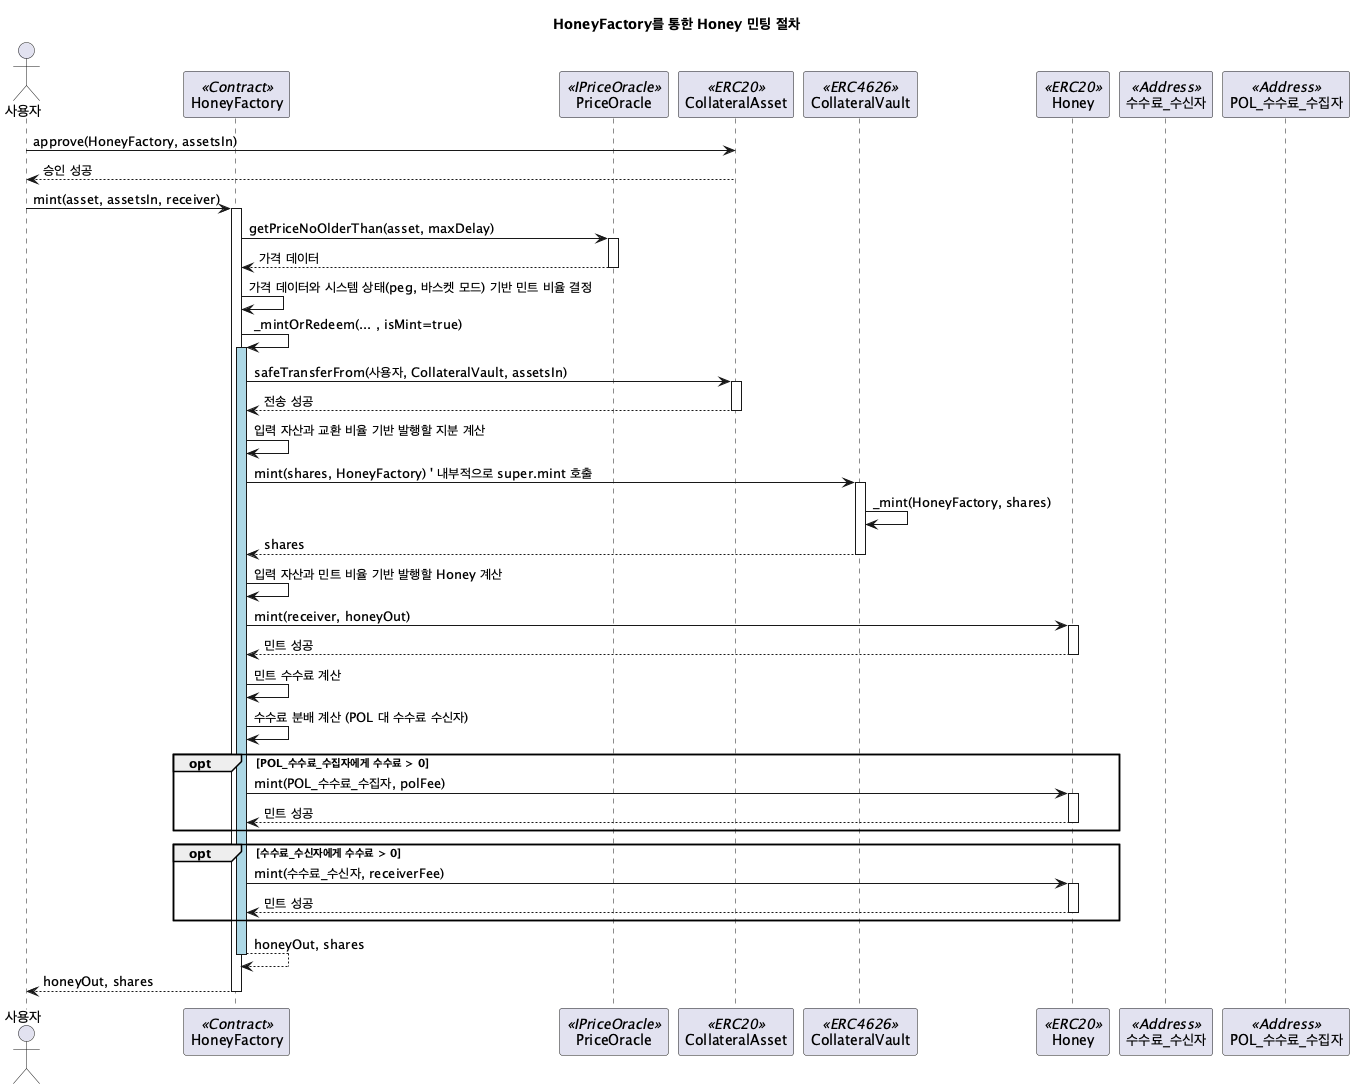 HoneyFactory를 통한 Honey 민팅 절차
사용자
«Contract»
HoneyFactory
«IPriceOracle»
PriceOracle
«ERC20»
CollateralAsset
«ERC4626»
CollateralVault
«ERC20»
Honey
«Address»
수수료_수신자
«Address»
POL_수수료_수집자
approve(HoneyFactory, assetsIn)
승인 성공
mint(asset, assetsIn, receiver)
getPriceNoOlderThan(asset, maxDelay)
가격 데이터
가격 데이터와 시스템 상태(peg, 바스켓 모드) 기반 민트 비율 결정
_mintOrRedeem(... , isMint=true)
safeTransferFrom(사용자, CollateralVault, assetsIn)
전송 성공
입력 자산과 교환 비율 기반 발행할 지분 계산
mint(shares, HoneyFactory) ' 내부적으로 super.mint 호출
_mint(HoneyFactory, shares)
shares
입력 자산과 민트 비율 기반 발행할 Honey 계산
mint(receiver, honeyOut)
민트 성공
민트 수수료 계산
수수료 분배 계산 (POL 대 수수료 수신자)
opt [POL_수수료_수집자에게 수수료 > 0]
mint(POL_수수료_수집자, polFee)
민트 성공
opt [수수료_수신자에게 수수료 > 0]
mint(수수료_수신자, receiverFee)
민트 성공
honeyOut, shares
honeyOut, shares
사용자
«Contract»
HoneyFactory
«IPriceOracle»
PriceOracle
«ERC20»
CollateralAsset
«ERC4626»
CollateralVault
«ERC20»
Honey
«Address»
수수료_수신자
«Address»
POL_수수료_수집자